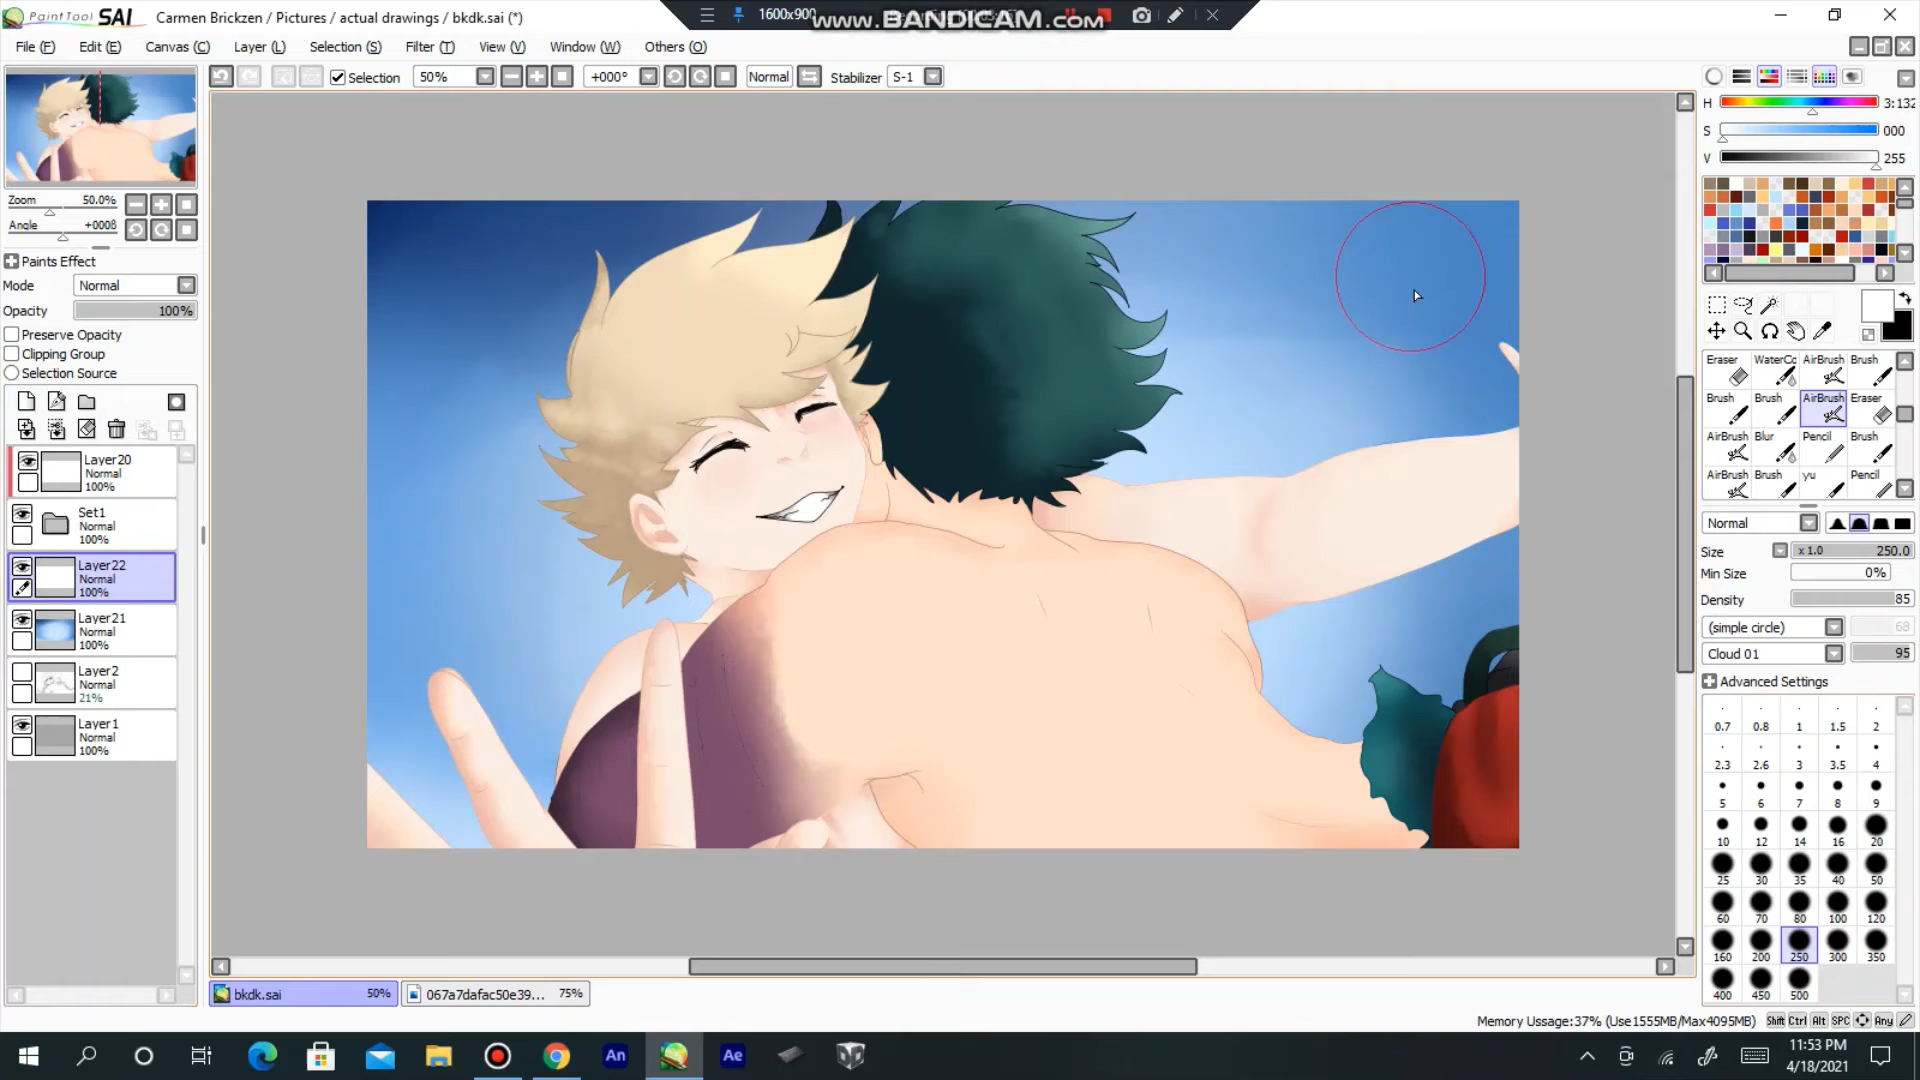 PaintTool SAI Carmen Brickzen / Pictures / actual drawings / bkdk.sai (*)
1600x900
www.BANDICAM.com
File (F) Edit (E) Canvas (C) Layer (L) Selection (S) Filter (T) View (V) Window (W) Others (O)
Selection 50% +000° Normal Stabilizer S-1
H
S 000
V 255
Zoom 50.0%
Angle
Paints Effect
Mode Normal
Opacity 100%
Preserve Opacity
Clipping Group
Selection Source
Layer20
Normal
100%
Set1
Normal
100%
Layer22
Normal
100%
Layer21
Normal
100%
Layer2
Normal
21%
Layer1
Normal
100%
Eraser WaterCo AirBrush Brush
Brush Brush AirBrush Eraser
AirBrush Blur Pencil Brush
AirBrush Brush yu Pencil
Normal
Size x 1.0 250.0
Min Size 0%
Density 85
(simple circle) 68
Cloud 01 95
Advanced Settings
0.7 0.8 1 1.5 2
2.3 2.6 3 3.5 4
5 6 7 8 9
10 12 14 16 20
25 30 35 40 50
60 70 80 100 120
160 200 250 300 350
400 450 500
bkdk.sai 50% 067a7dafac50e39... 75%
Memory Ussage:37% (Use1555MB/Max4095MB) Shift Ctrl Alt SPC Any
An Ae
11:53 PM
4/18/2021